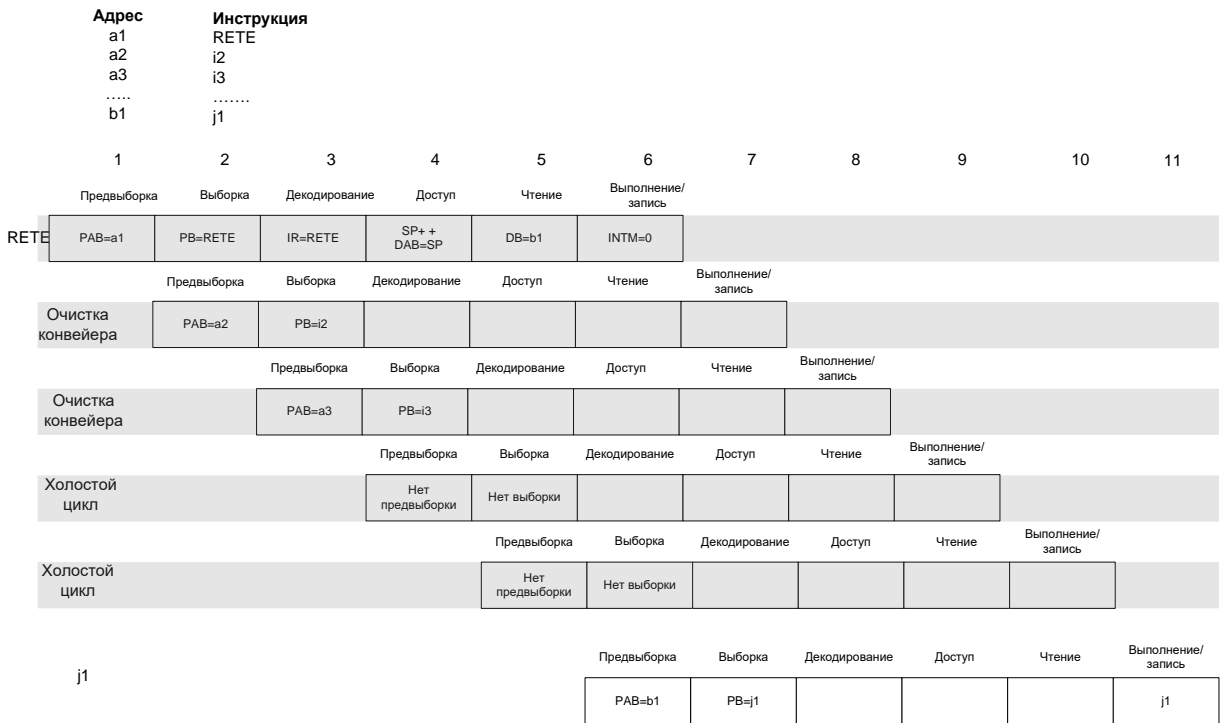 Адрес Инструкция
a1 RETE
a2 i2
a3 i3
….. …….
b1 j1
1 2 3 4 5 6 7 8 9 10 11
Предвыборка Выборка Декодирование Доступ Чтение Выполнение/
запись
RETE PAB=a1 PB=RETE IR=RETE SP+ + DB=b1 INTM=0
DAB=SP
Предвыборка Выборка Декодирование Доступ Чтение Выполнение/
запись
Очистка
конвейера PAB=a2 PB=i2
Предвыборка Выборка Декодирование Доступ Чтение Выполнение/
запись
Очистка
конвейера PAB=a3 PB=i3
Предвыборка Выборка Декодирование Доступ Чтение Выполнение/
запись
Холостой Нет Нет выборки
цикл предвыборки
Предвыборка Выборка Декодирование Доступ Чтение Выполнение/
запись
Холостой Нет Нет выборки
цикл предвыборки
Предвыборка Выборка Декодирование Доступ Чтение Выполнение/
запись
j1 PAB=b1 PB=j1 j1